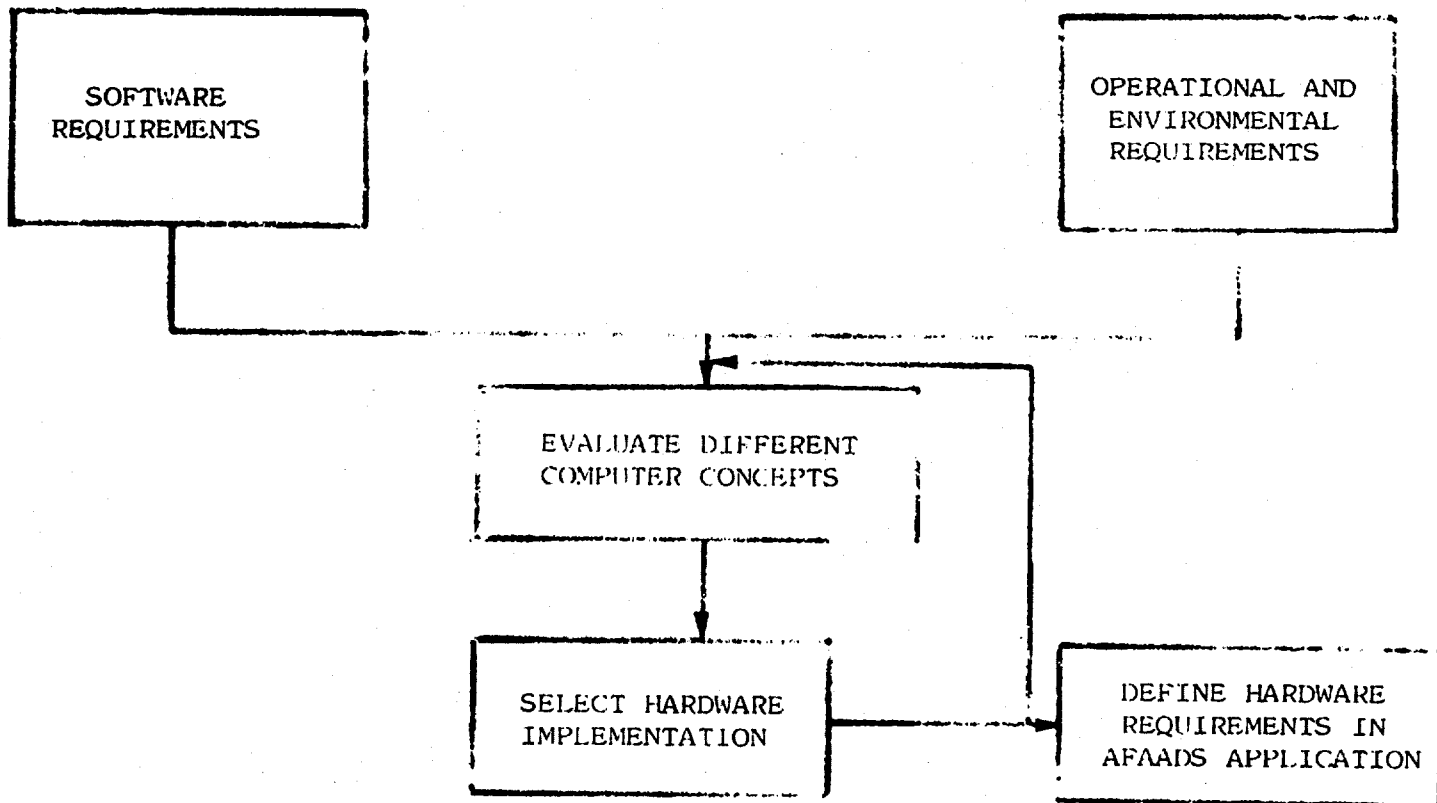 SOFTWARE
REQUIREMENTS
OPERATIONAL AND
ENVIRONMENTAL
REQUIREMENTS
EVALUATE DIFFERENT
COMPUTER CONCEPTS
SELECT HARDWARE
IMPLEMENTATION
DEFINE HARDWARE
REQUIREMENTS IN
AFAADS APPLICATION